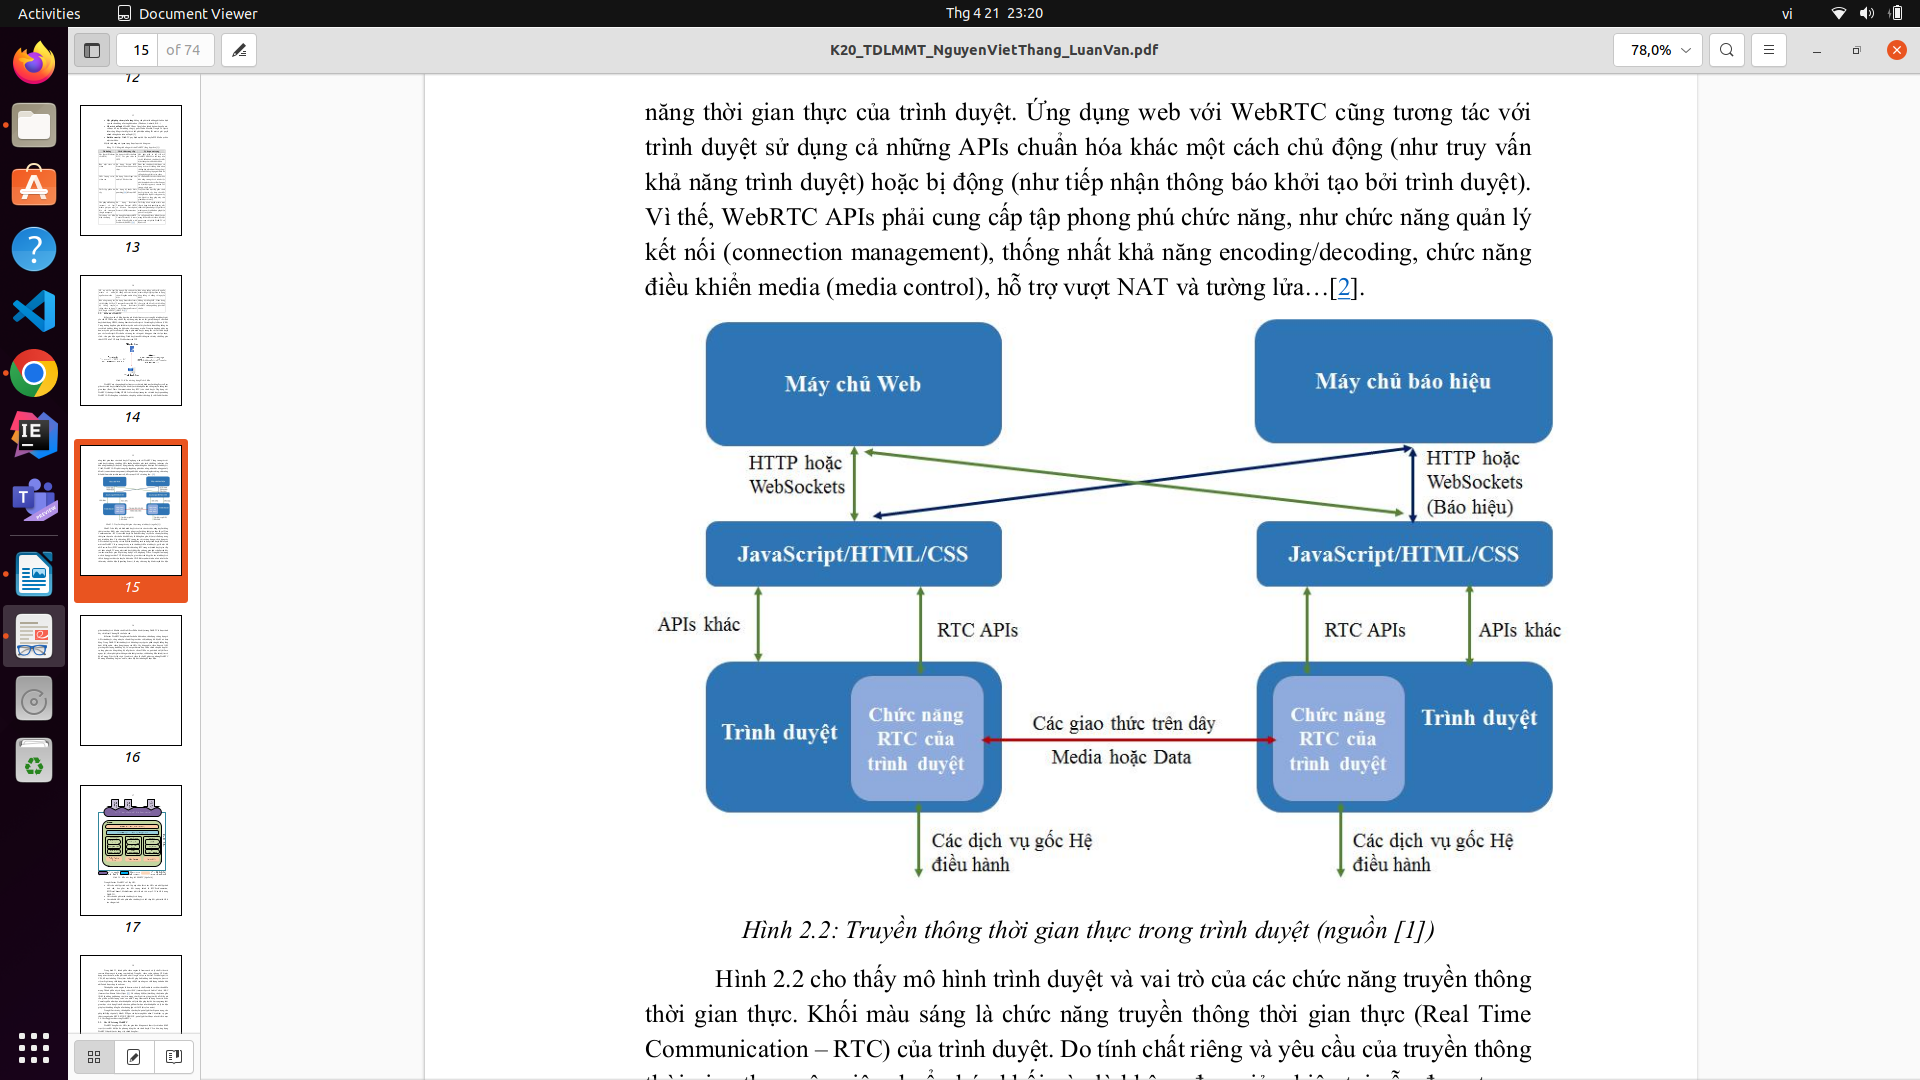 Activities
Document Viewer
Thg 4 21 23:20
vi
15 of 74
K20_TDLMMT_NguyenVietThang_LuanVan.pdf
78,0%
12
13
14
15
16
17
năng thời gian thực của trình duyệt. Ứng dụng web với WebRTC cũng tương tác với
trình duyệt sử dụng cả những APIs chuẩn hóa khác một cách chủ động (như truy vấn
khả năng trình duyệt) hoặc bị động (như tiếp nhận thông báo khởi tạo bởi trình duyệt).
Vì thế, WebRTC APIs phải cung cấp tập phong phú chức năng, như chức năng quản lý
kết nối (connection management), thống nhất khả năng encoding/decoding, chức năng
điều khiển media (media control), hỗ trợ vượt NAT và tường lửa…[2].
Máy chủ Web
Máy chủ báo hiệu
HTTP hoặc
WebSockets
HTTP hoặc
WebSockets
(Báo hiệu)
JavaScript/HTML/CSS
JavaScript/HTML/CSS
APIs khác
RTC APIs
RTC APIs
APIs khác
Trình duyệt
Chức năng
RTC của
trình duyệt
Các giao thức trên dây
Media hoặc Data
Chức năng
RTC của
trình duyệt
Trình duyệt
Các dịch vụ gốc Hệ
điều hành
Các dịch vụ gốc Hệ
điều hành
Hình 2.2: Truyền thông thời gian thực trong trình duyệt (nguồn [1])
Hình 2.2 cho thấy mô hình trình duyệt và vai trò của các chức năng truyền thông
thời gian thực. Khối màu sáng là chức năng truyền thông thời gian thực (Real Time
Communication – RTC) của trình duyệt. Do tính chất riêng và yêu cầu của truyền thông